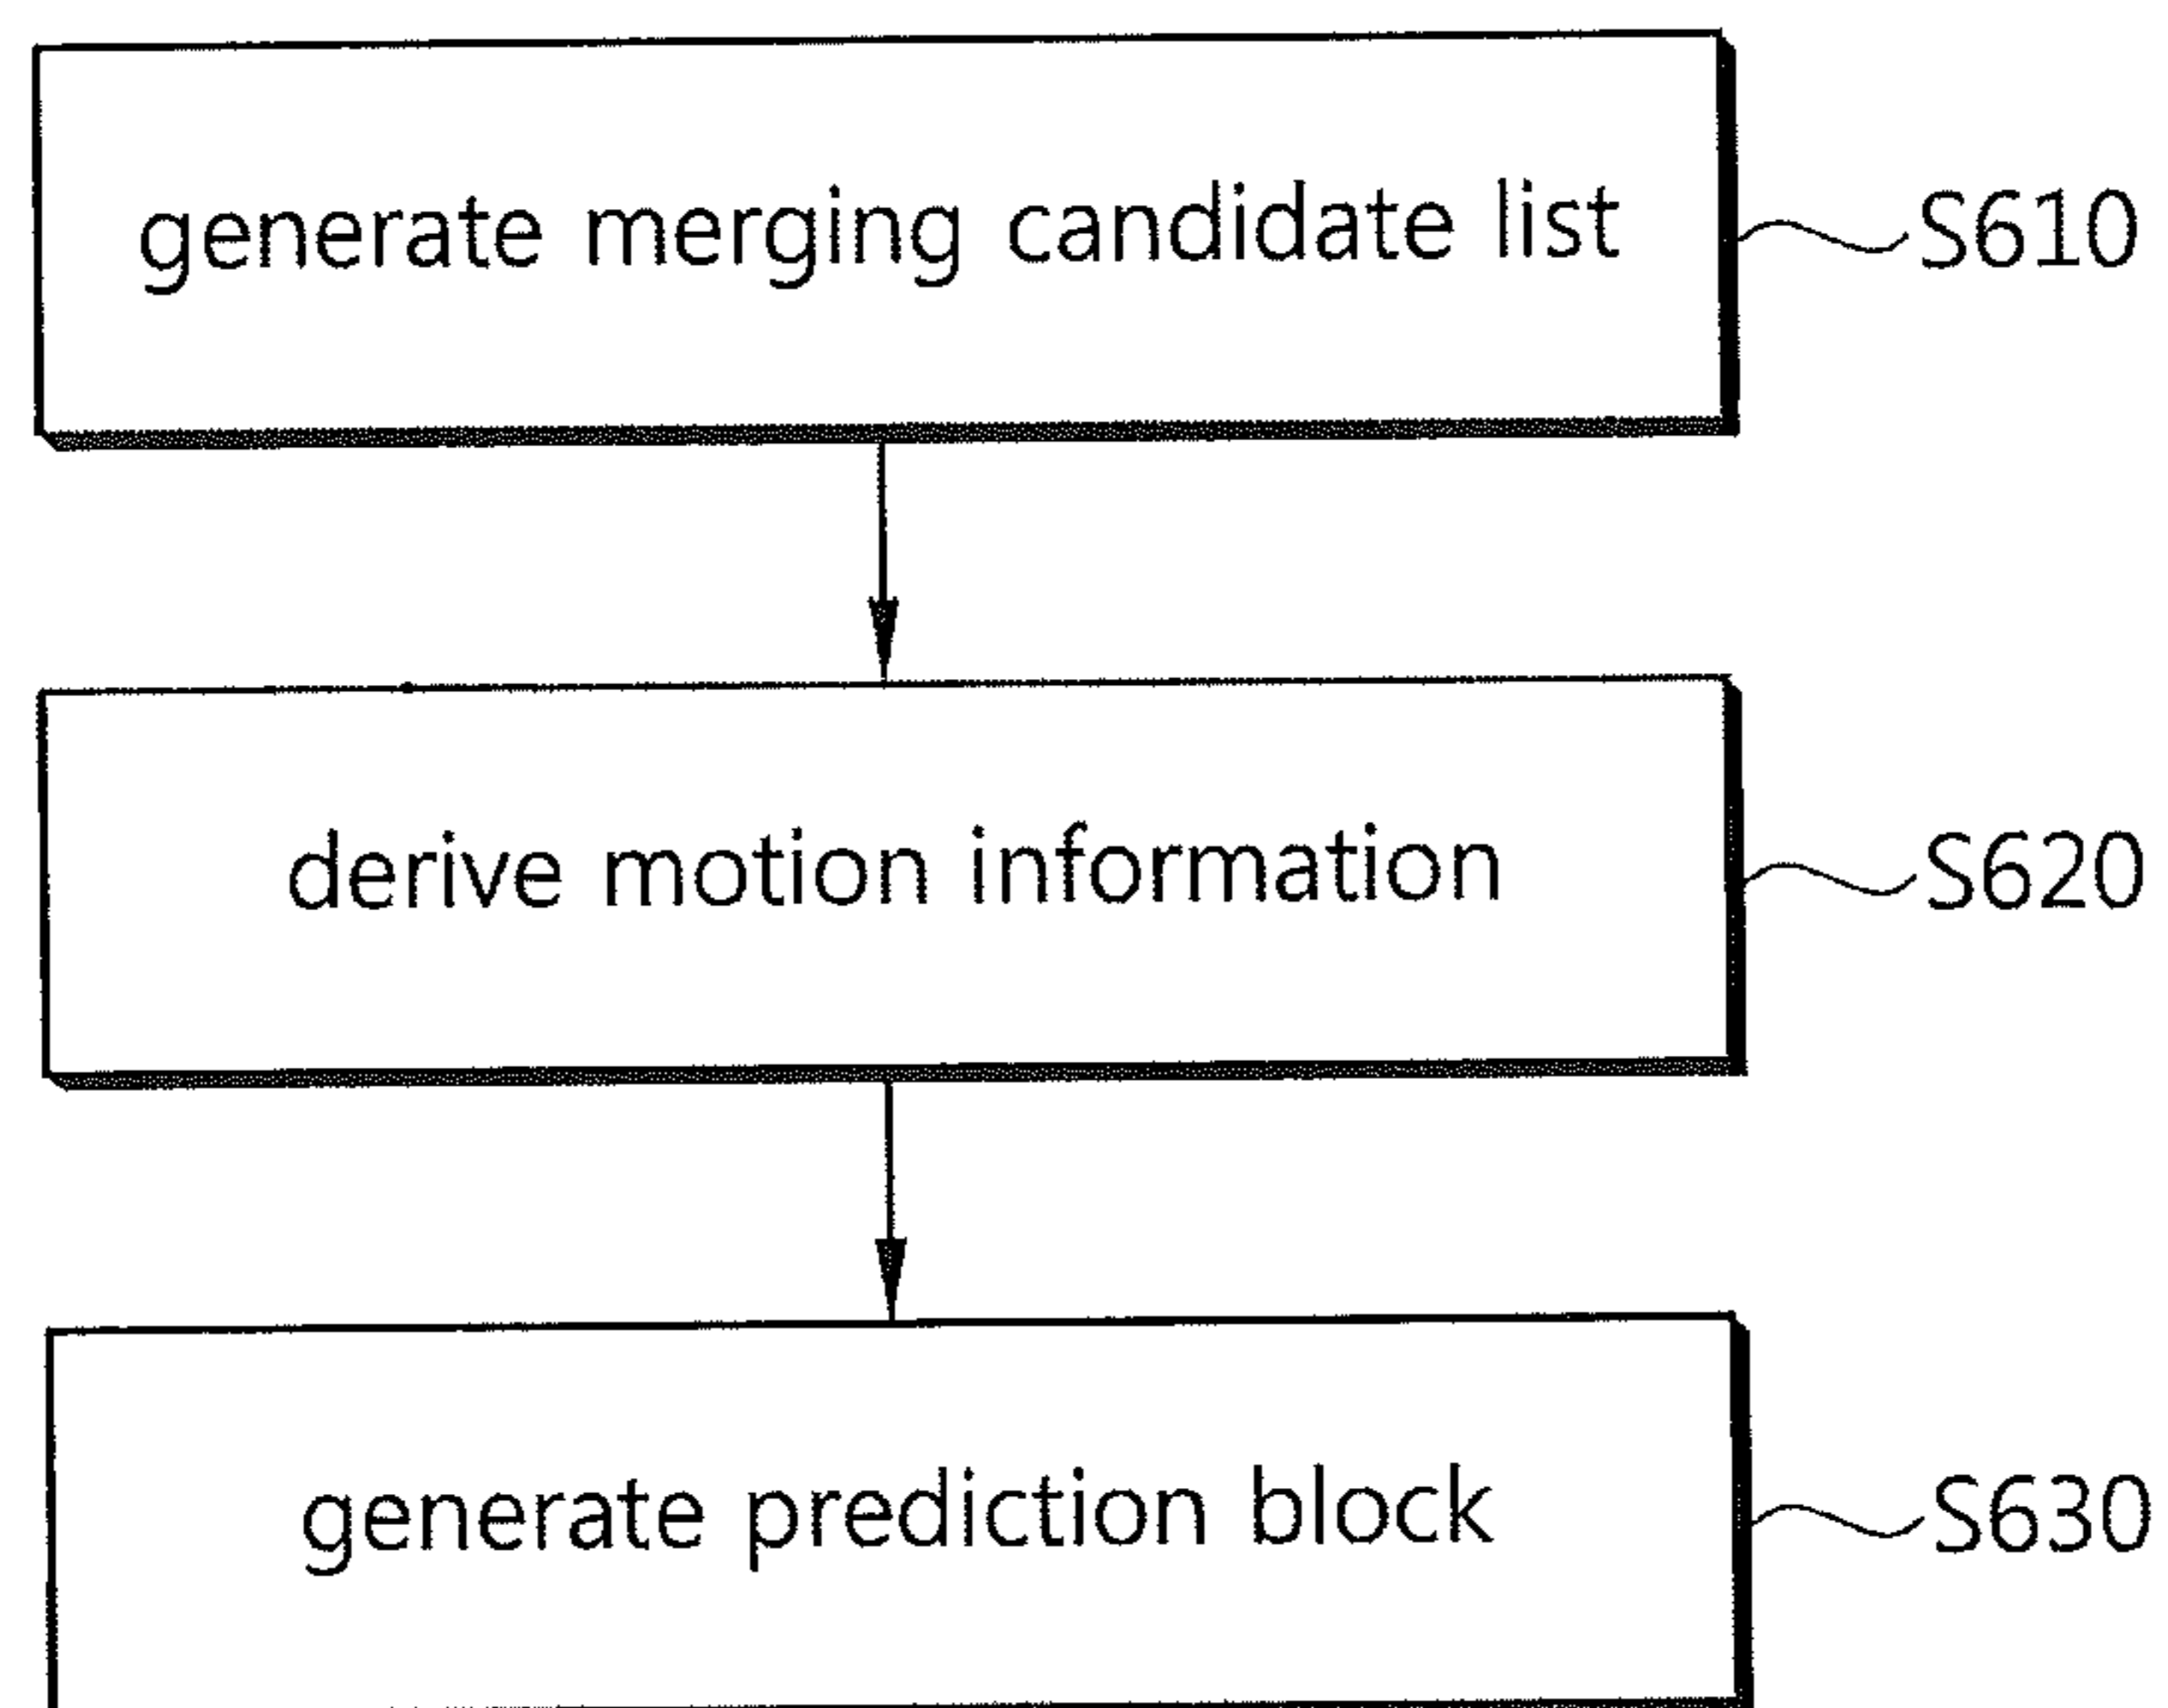 generate merging candidate list S610
derive motion information S620
generate prediction block S630